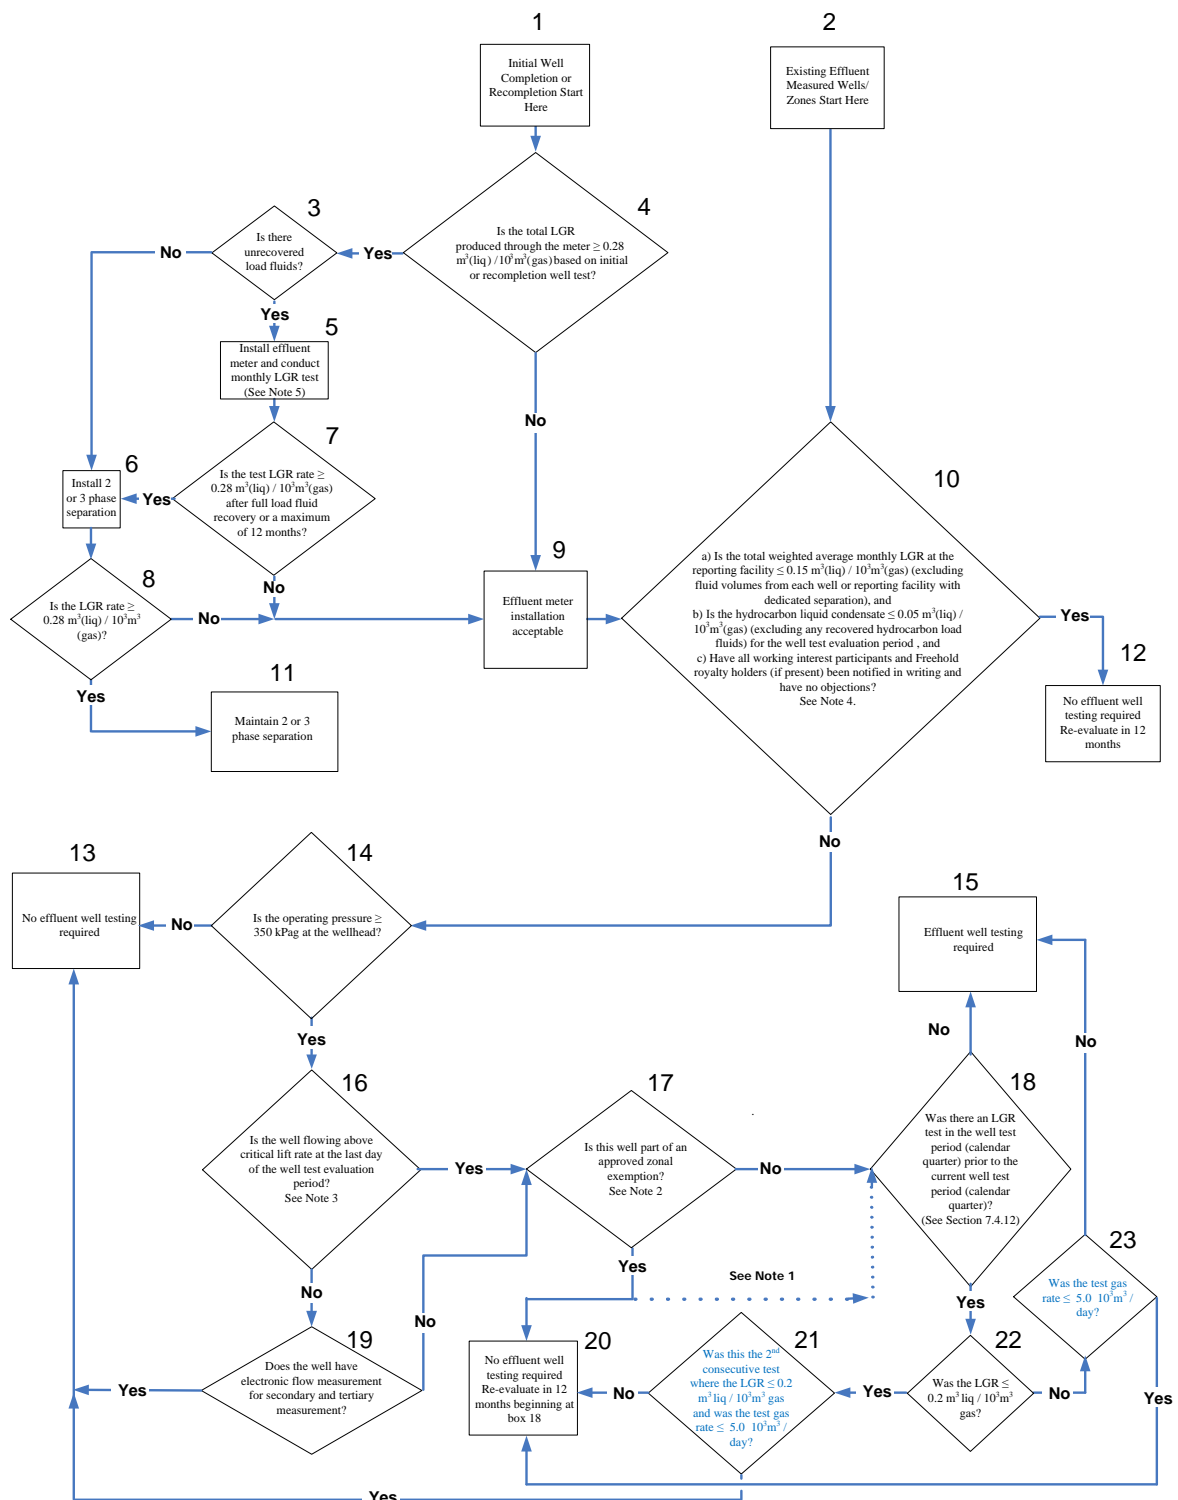 1
2
Initial Well
Completion or
Recompletion Start
Here
Existing Effluent
Measured Wells/
Zones Start Here
3
4
Is there
unrecovered
load fluids?
No
Yes
Is the total LGR
produced through the meter ≥ 0.28
m³(liq) /10³m³(gas) based on initial
or recompletion well test?
Yes
5
Install effluent
meter and conduct
monthly LGR test
(See Note 5)
No
7
6
Install 2
or 3 phase
separation
Yes
Is the test LGR rate ≥
0.28 m³(liq) / 10³m³(gas)
after full load fluid
recovery or a maximum
of 12 months?
10
No
8
Is the LGR rate ≥
0.28 m³(liq) / 10³m³
(gas)?
No
9
Effluent meter
installation
acceptable
a) Is the total weighted average monthly LGR at the
reporting facility ≤ 0.15 m³(liq) / 10³m³(gas) (excluding
fluid volumes from each well or reporting facility with
dedicated separation), and
b) Is the hydrocarbon liquid condensate ≤ 0.05 m³(liq) /
10³m³(gas) (excluding any recovered hydrocarbon load
fluids) for the well test evaluation period , and
c) Have all working interest participants and Freehold
royalty holders (if present) been notified in writing and
have no objections?
See Note 4.
Yes
12
No effluent well
testing required
Re-evaluate in 12
months
Yes
11
Maintain 2 or 3
phase separation
No
13
No effluent well testing
required
No
14
Is the operating pressure ≥
350 kPag at the wellhead?
15
Effluent well testing
required
Yes
No
No
16
Is the well flowing above
critical lift rate at the last day
of the well test evaluation
period?
See Note 3
Yes
17
Is this well part of an
approved zonal
exemption?
See Note 2
No
18
Was there an LGR
test in the well test
period (calendar
quarter) prior to the
current well test
period (calendar
quarter)?
(See Section 7.4.12)
23
Was the test gas
rate ≤ 5.0 10³m³ /
day?
No
Yes
See Note 1
Yes
No
19
Does the well have
electronic flow measurement
for secondary and tertiary
measurement?
Yes
20
No effluent well
testing required
Re-evaluate in 12
months beginning at
box 18
No
21
Was this the 2nd
consecutive test
where the LGR ≤ 0.2
m³ liq / 10³m³ gas
and was the test gas
rate ≤ 5.0 10³m³ /
day?
Yes
22
Was the LGR ≤
0.2 m³ liq / 10³m³
gas?
No
Yes
Yes